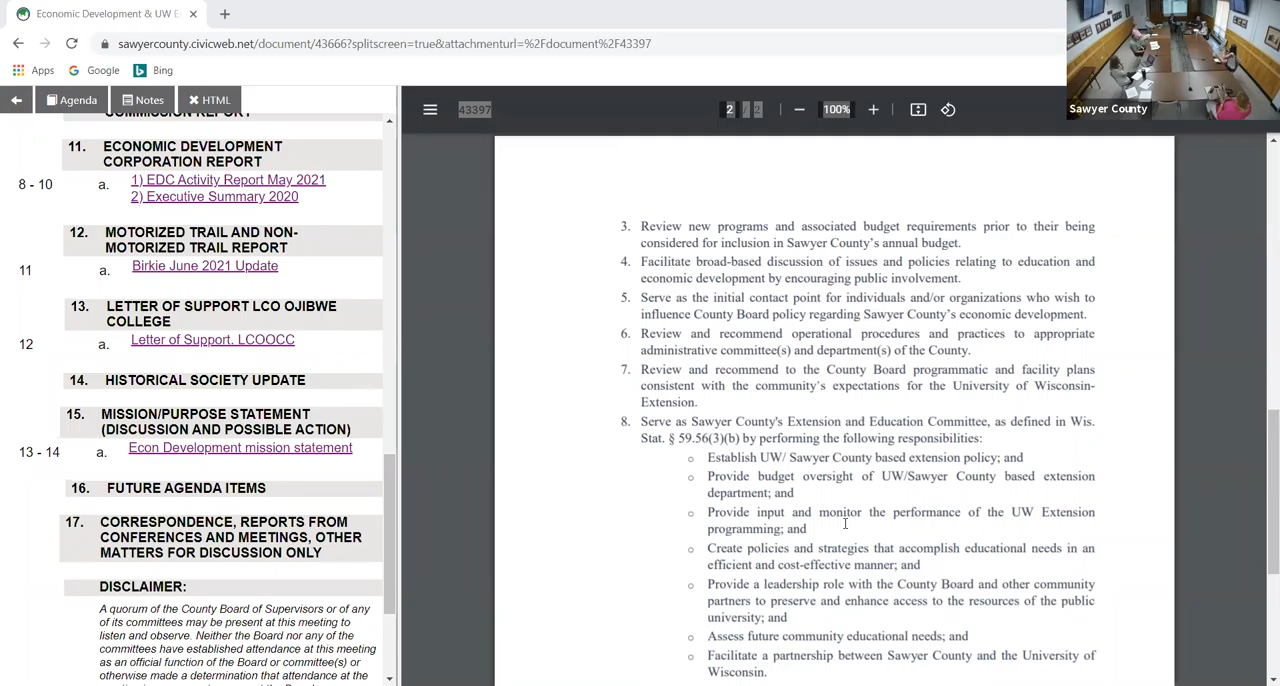 Economic Development & UW E
sawyercounty.civicweb.net/document/43666?splitscreen=true&attachmenturl=%2Fdocument%2F43397
Apps
Google
Bing
Sawyer County
Agenda
Notes
HTML
43397
2 / 2
100%
COMMISSION REPORT
11. ECONOMIC DEVELOPMENT
CORPORATION REPORT
8 - 10
a. 1) EDC Activity Report May 2021
2) Executive Summary 2020
12. MOTORIZED TRAIL AND NON-
MOTORIZED TRAIL REPORT
11 a. Birkie June 2021 Update
13. LETTER OF SUPPORT LCO OJIBWE
COLLEGE
12 a. Letter of Support. LCOOCC
14. HISTORICAL SOCIETY UPDATE
15. MISSION/PURPOSE STATEMENT
(DISCUSSION AND POSSIBLE ACTION)
13 - 14 a. Econ Development mission statement
16. FUTURE AGENDA ITEMS
17. CORRESPONDENCE, REPORTS FROM
CONFERENCES AND MEETINGS, OTHER
MATTERS FOR DISCUSSION ONLY
DISCLAIMER:
A quorum of the County Board of Supervisors or of any
of its committees may be present at this meeting to
listen and observe. Neither the Board nor any of the
committees have established attendance at this meeting
as an official function of the Board or committee(s) or
otherwise made a determination that attendance at the
3. Review new programs and associated budget requirements prior to their being
considered for inclusion in Sawyer County's annual budget.
4. Facilitate broad-based discussion of issues and policies relating to education and
economic development by encouraging public involvement.
5. Serve as the initial contact point for individuals and/or organizations who wish to
influence County Board policy regarding Sawyer County's economic development.
6. Review and recommend operational procedures and practices to appropriate
administrative committee(s) and department(s) of the County.
7. Review and recommend to the County Board programmatic and facility plans
consistent with the community's expectations for the University of Wisconsin-
Extension.
8. Serve as Sawyer County's Extension and Education Committee, as defined in Wis.
Stat. § 59.56(3)(b) by performing the following responsibilities:
o Establish UW/ Sawyer County based extension policy; and
o Provide budget oversight of UW/Sawyer County based extension
department; and
o Provide input and monitor the performance of the UW Extension
programming; and
o Create policies and strategies that accomplish educational needs in an
efficient and cost-effective manner; and
o Provide a leadership role with the County Board and other community
partners to preserve and enhance access to the resources of the public
university; and
o Assess future community educational needs; and
o Facilitate a partnership between Sawyer County and the University of
Wisconsin.